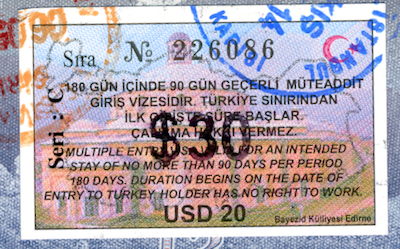 Sıra No 226086
180 GÜN İÇİNDE 90 GÜN GEÇERLİ MÜTEADDİT
GİRİŞ VİZESİDİR. TÜRKİYE SINIRINDAN
İLK GİRİŞTE SÜRE BAŞLAR.
ÇALIŞMA HAKKI VERMEZ.
$30
Seri : C
MULTIPLE ENTRY FOR AN INTENDED
STAY OF NO MORE THAN 90 DAYS PER PERIOD
180 DAYS. DURATION BEGINS ON THE DATE OF
ENTRY TO TURKEY. HOLDER HAS NO RIGHT TO WORK.
USD 20
Bayezid Külliyesi Edirne